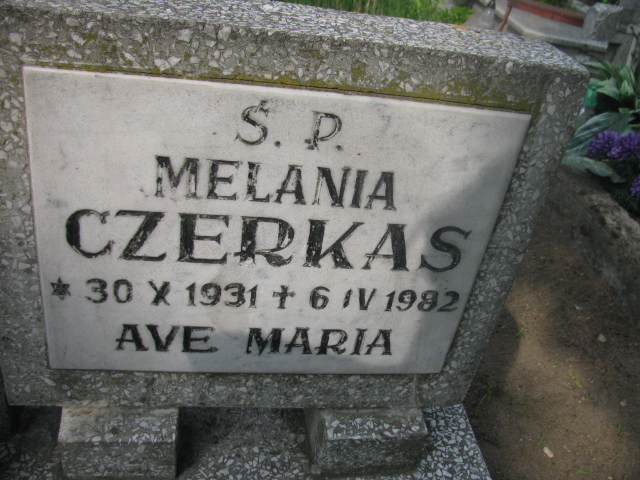 Ś. P.
MELANIA
CZERKAS
* 30 X 1931 ✝ 6 IV 1982
AVE MARIA